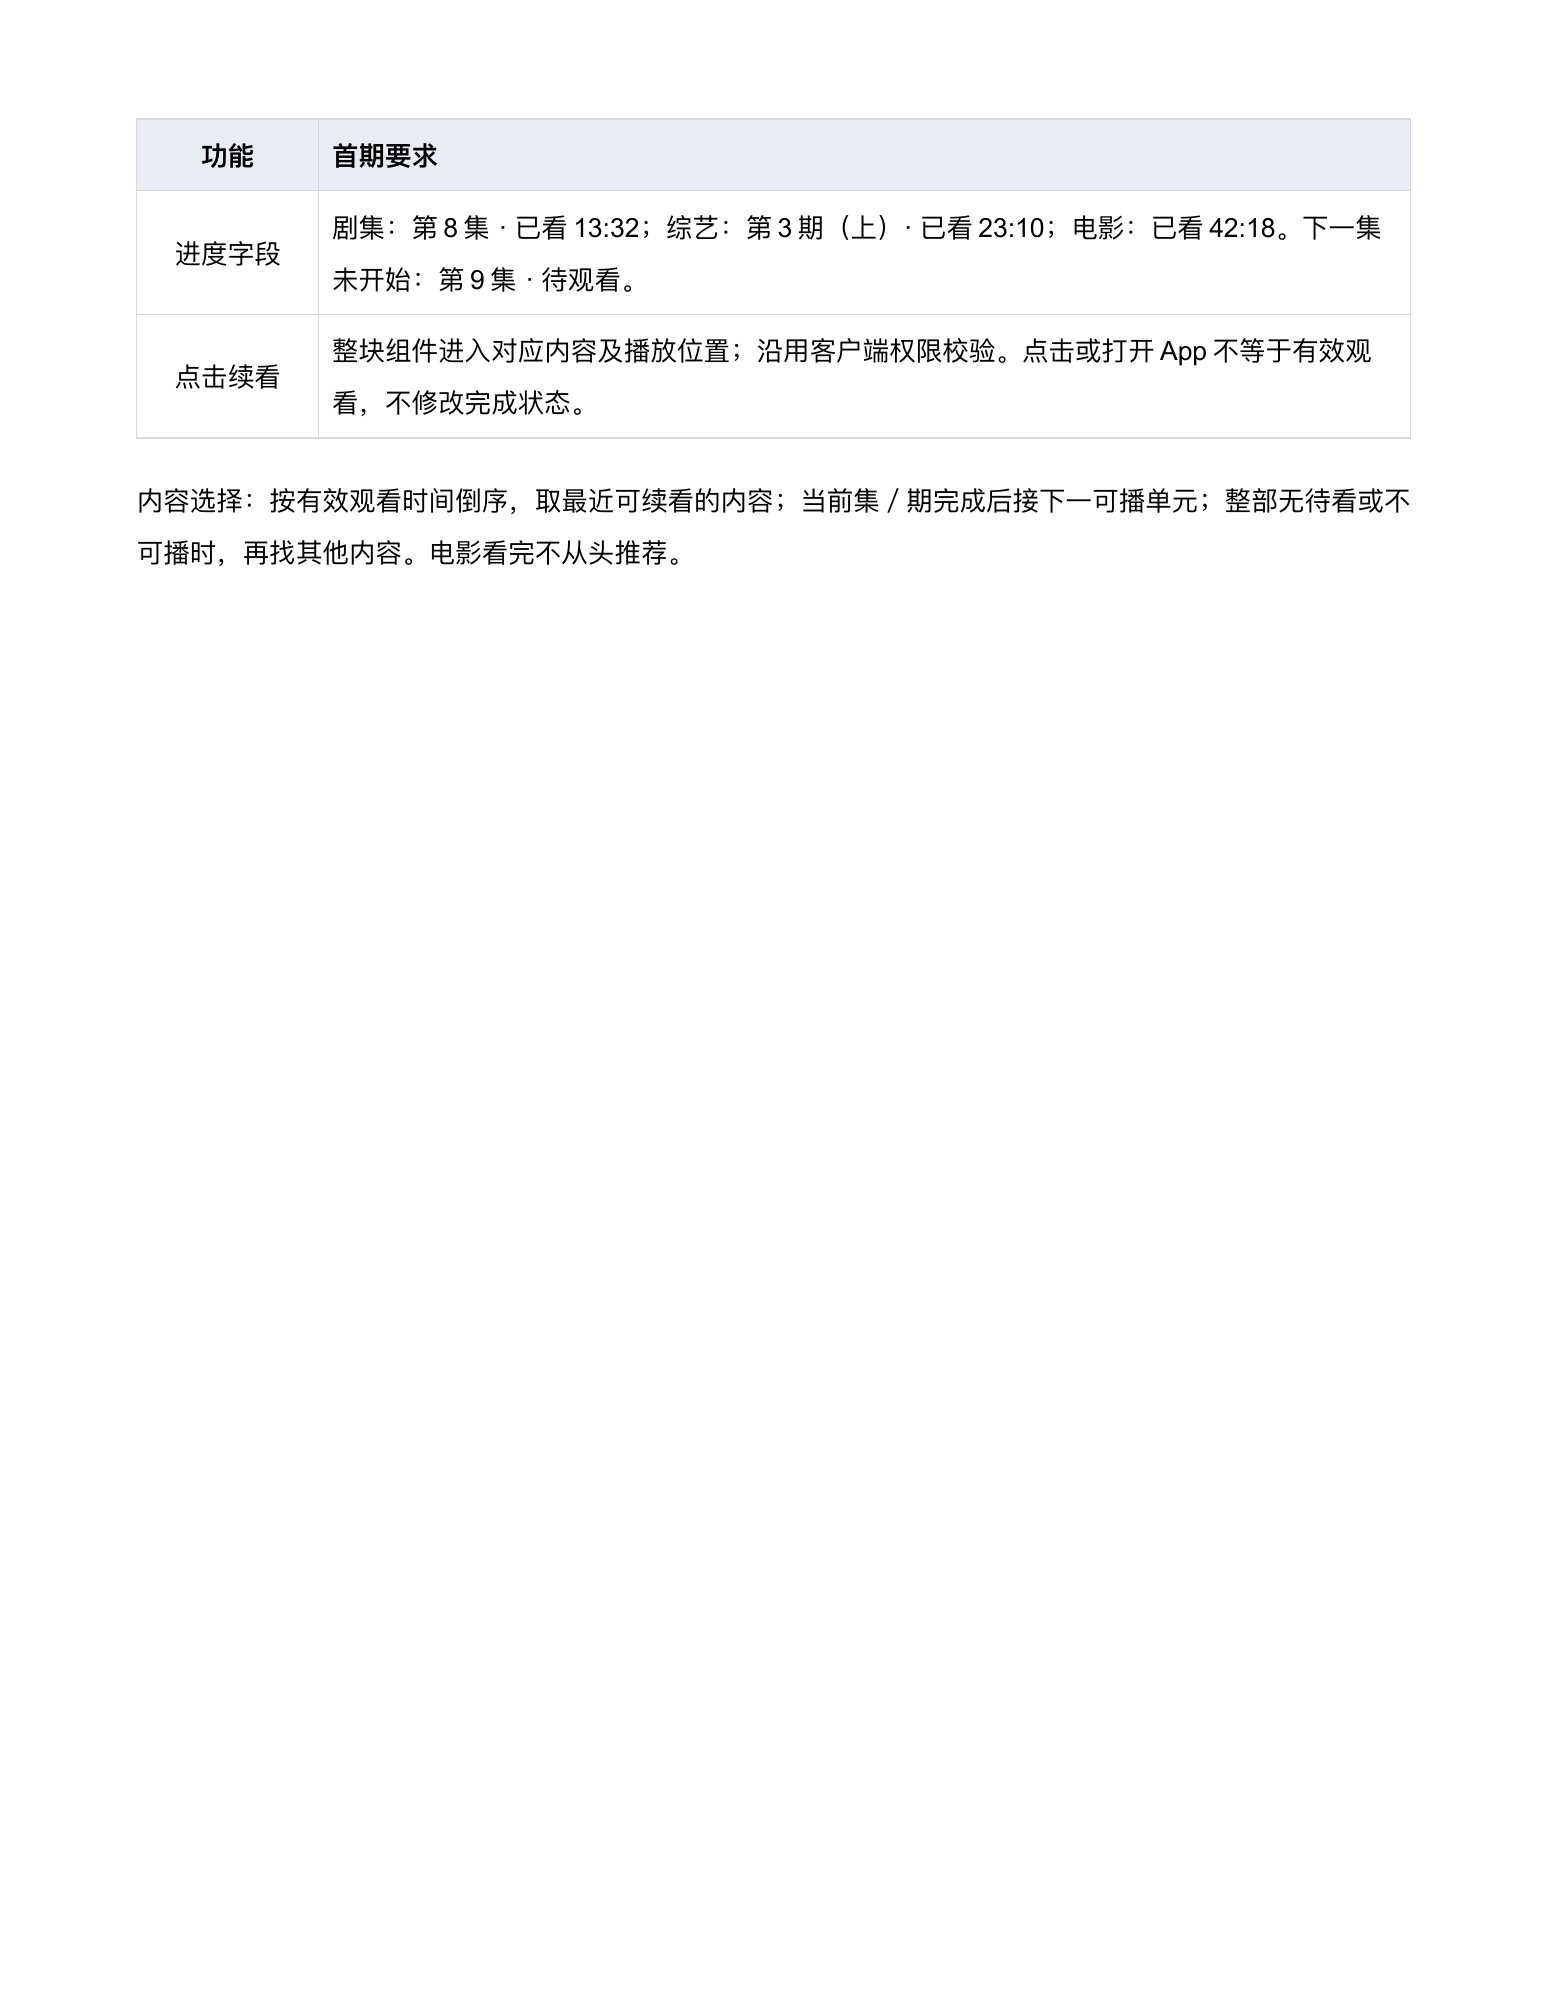 功能 首期要求
进度字段
剧集：第 8 集 · 已看 13:32；综艺：第 3 期（上）· 已看 23:10；电影：已看 42:18。下一集
未开始：第 9 集 · 待观看。
点击续看
整块组件进入对应内容及播放位置；沿用客户端权限校验。点击或打开 App 不等于有效观
看，不修改完成状态。
内容选择：按有效观看时间倒序，取最近可续看的内容；当前集 / 期完成后接下一可播单元；整部无待看或不
可播时，再找其他内容。电影看完不从头推荐。